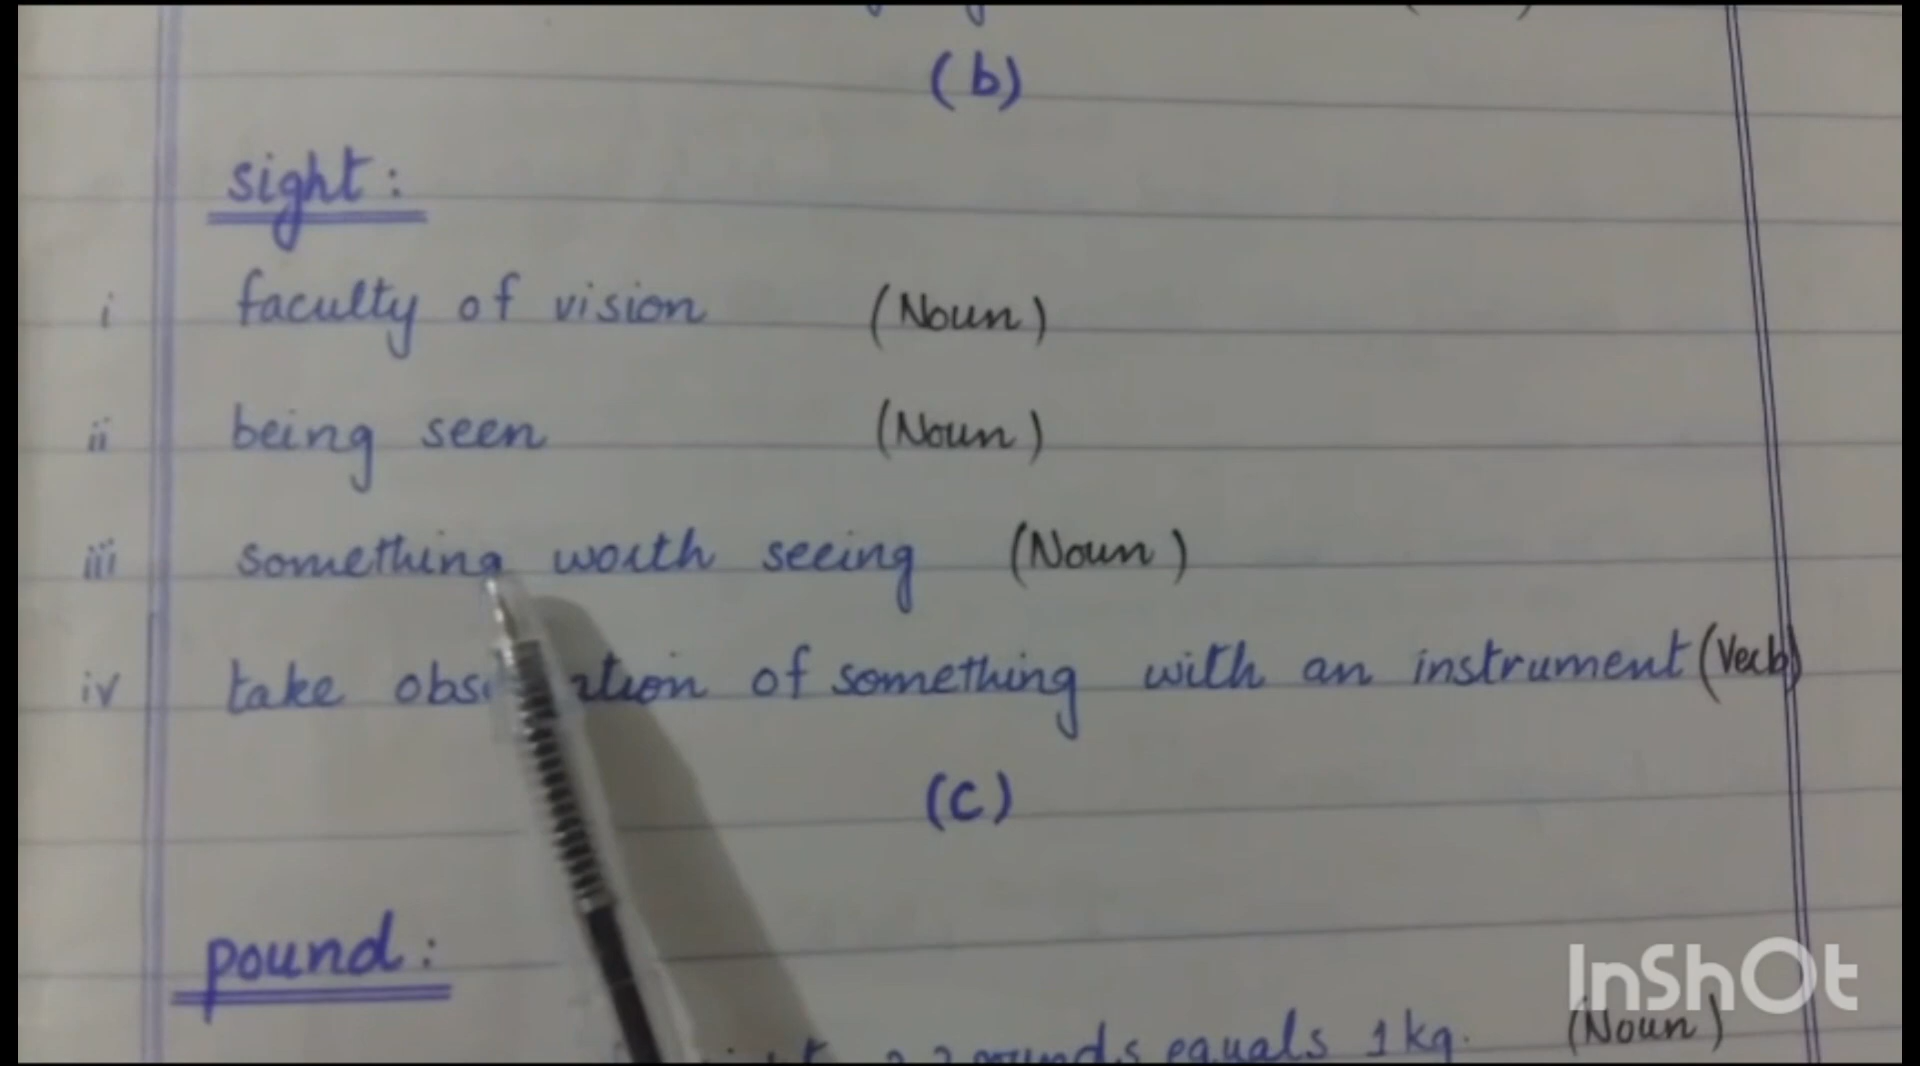 (b)
sight:
i faculty of vision (Noun)
ii being seen (Noun)
iii something worth seeing (Noun)
iv take of something with an instrument (Verb)
(C)
pound:
pounds equals 1 kg. (Noun)
InShOt